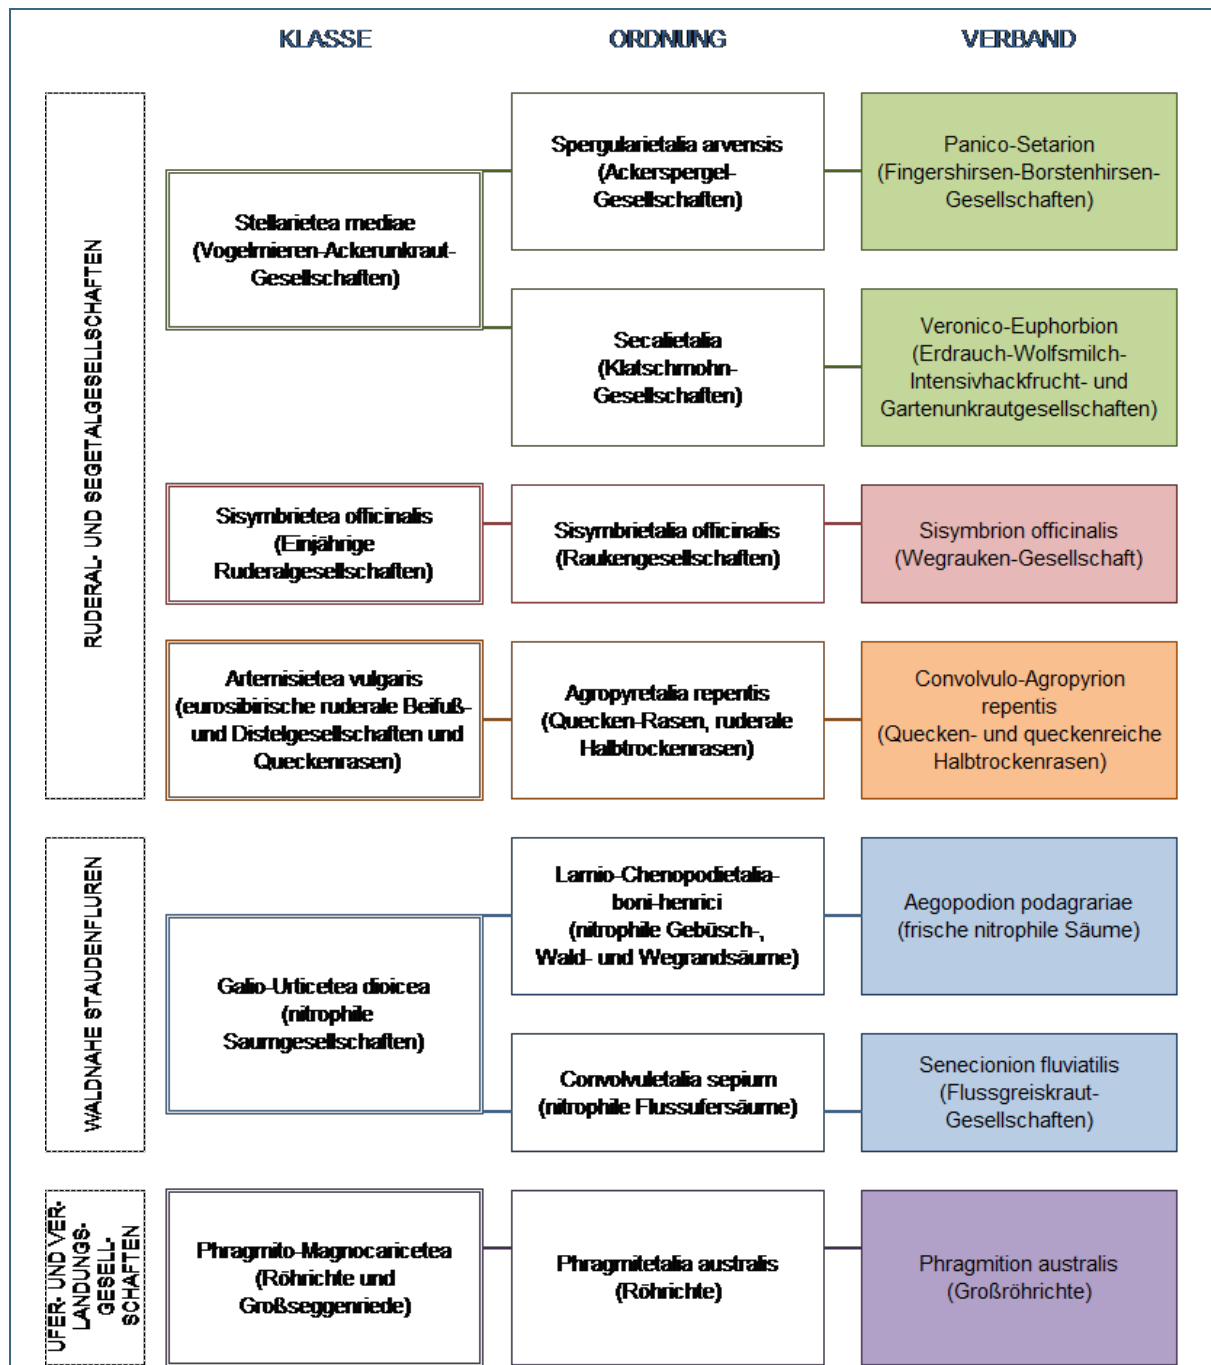 KLASSE
ORDNUNG
VERBAND
RUDERAL- UND SEGETALGESELLSCHAFTEN
Stellarietea mediae
(Vogelmieren-Ackerunkraut-
Gesellschaften)
Spergularietalia arvensis
(Ackerspergel-
Gesellschaften)
Panico-Setarion
(Fingershirsen-Borstenhirsen-
Gesellschaften)
Secalietalia
(Klatschmohn-
Gesellschaften)
Veronico-Euphorbion
(Erdrauch-Wolfsmilch-
Intensivhackfrucht- und
Gartenunkrautgesellschaften)
Sisymbrietea officinalis
(Einjährige
Ruderalgesellschaften)
Sisymbrietalia officinalis
(Raukengesellschaften)
Sisymbrion officinalis
(Wegrauken-Gesellschaft)
Artemisietea vulgaris
(eurosibirische ruderale Beifuß-
und Distelgesellschaften und
Queckenrasen)
Agropyretalia repentis
(Quecken-Rasen, ruderale
Halbtrockenrasen)
Convolvulo-Agropyrion
repentis
(Quecken- und queckenreiche
Halbtrockenrasen)
WALDNAHE STAUDENFLUREN
Galio-Urticetea dioicea
(nitrophile
Saumgesellschaften)
Lamio-Chenopodietalia-
boni-henrici
(nitrophile Gebüsch-,
Wald- und Wegrandsäume)
Aegopodion podagrariae
(frische nitrophile Säume)
Convolvuletalia sepium
(nitrophile Flussufersäume)
Senecionion fluviatilis
(Flussgreiskraut-
Gesellschaften)
UFER- UND VER-
LANDUNGS-
GESELL-
SCHAFTEN
Phragmito-Magnocaricetea
(Röhrichte und
Großseggenriede)
Phragmitetalia australis
(Röhrichte)
Phragmition australis
(Großröhrichte)